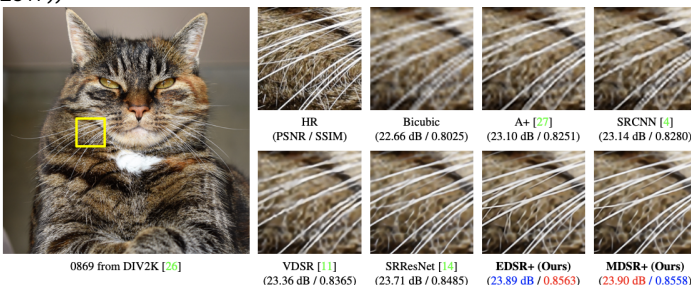 HR
(PSNR / SSIM)
Bicubic
(22.66 dB / 0.8025)
A+ [27]
(23.10 dB / 0.8251)
SRCNN [4]
(23.14 dB / 0.8280)
0869 from DIV2K [26]
VDSR [11]
(23.36 dB / 0.8365)
SRResNet [14]
(23.71 dB / 0.8485)
EDSR+ (Ours)
(23.89 dB / 0.8563)
MDSR+ (Ours)
(23.90 dB / 0.8558)